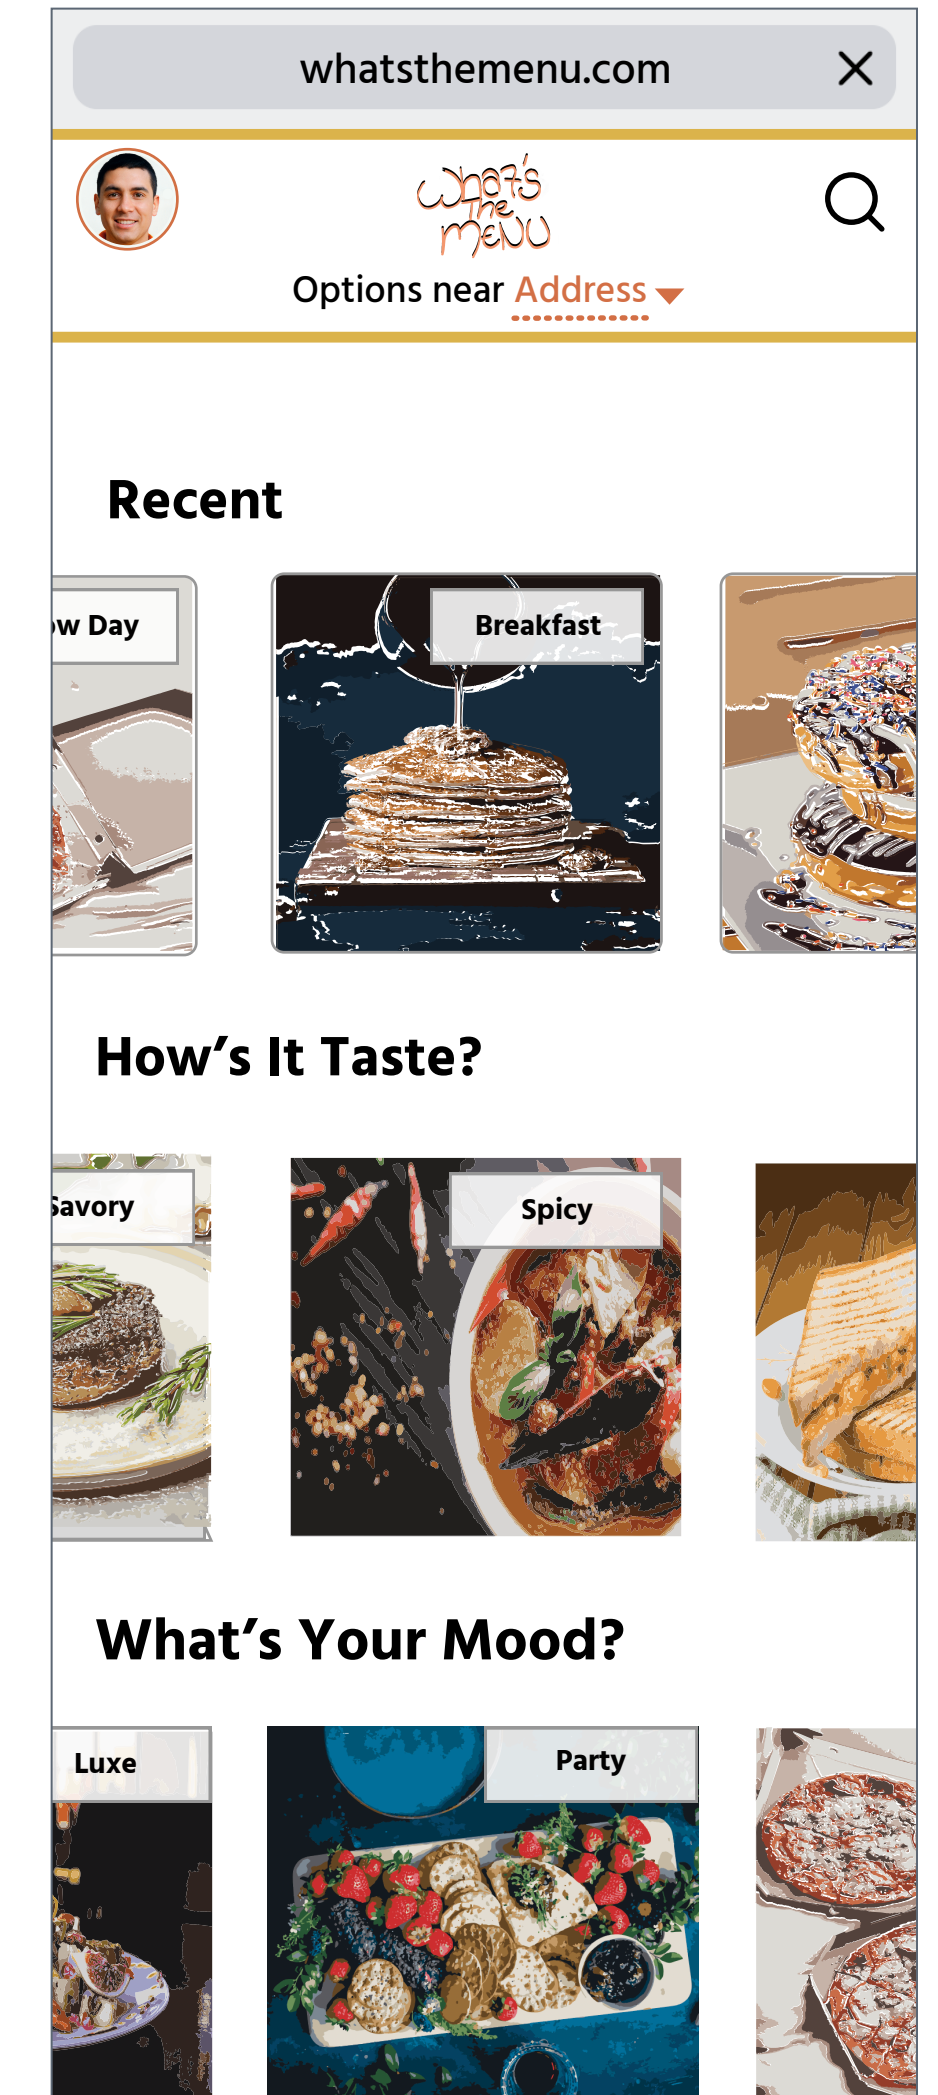 whatsthemenu.com
What's
The
MENU
Options near Address
Recent
ow Day
Breakfast
How's It Taste?
Savory
Spicy
What's Your Mood?
Luxe
Party